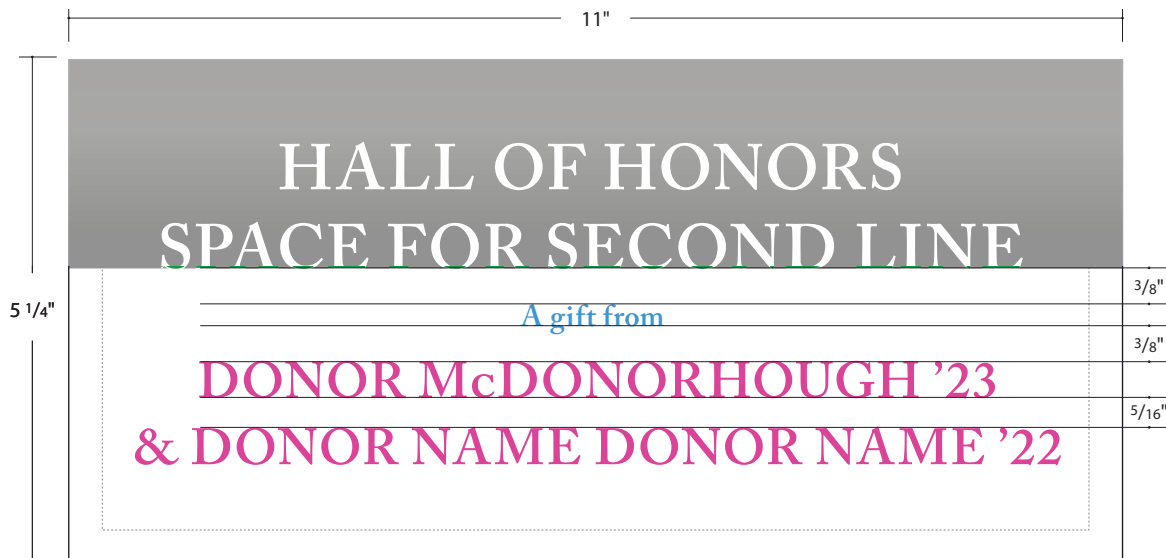 11"
HALL OF HONORS
SPACE FOR SECOND LINE
5 1/4"
3/8"
A gift from
3/8"
DONOR McDONORHOUGH ’23
5/16"
& DONOR NAME DONOR NAME ’22